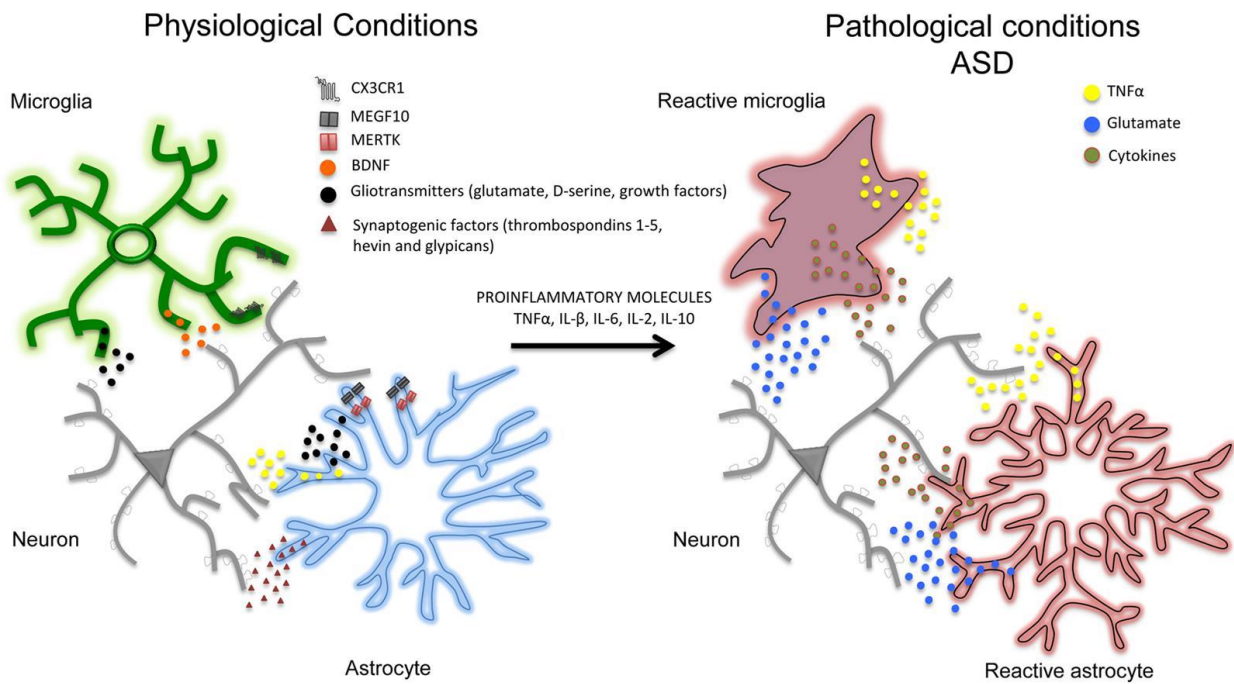 Physiological Conditions
Microglia
CX3CR1
MEGF10
MERTK
BDNF
Gliotransmitters (glutamate, D-serine, growth factors)
Synaptogenic factors (thrombospondins 1-5,
hevin and glypicans)
Neuron
Astrocyte
PROINFLAMMATORY MOLECULES
TNFα, IL-β, IL-6, IL-2, IL-10
Pathological conditions
ASD
Reactive microglia
TNFα
Glutamate
Cytokines
Neuron
Reactive astrocyte